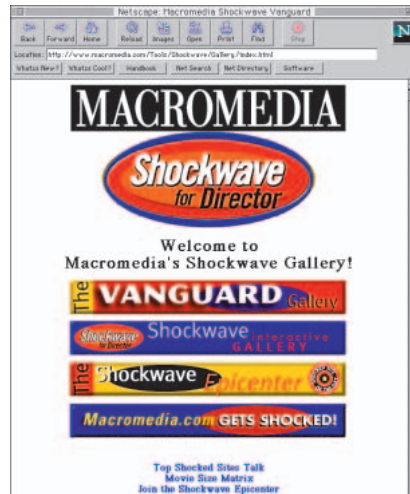 Netscape: Macromedia Shockwave Vanguard
Back Forward Home Reload Images Open Print Find Stop
Location: http://www.macromedia.com/Tools/Shockwave/Gallery/index.html
What's New? What's Cool? Handbook Net Search Net Directory Software
N
MACROMEDIA
Shockwave
for Director
Welcome to
Macromedia's Shockwave Gallery!
The VANGUARD Gallery
Shockwave for Director Shockwave interactive GALLERY
The Shockwave Epicenter
Macromedia.com GETS SHOCKED!
Top Shocked Sites Talk
Movie Size Matrix
Join the Shockwave Epicenter